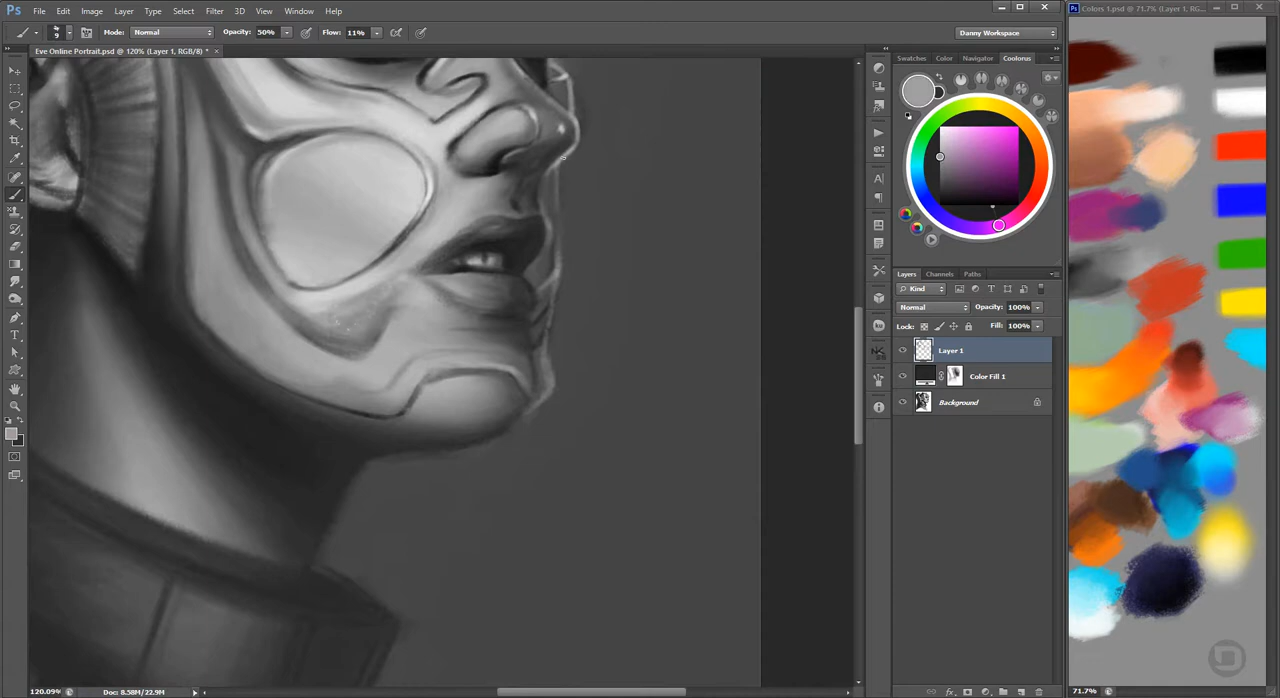 Ps File Edit Image Layer Type Select Filter 3D View Window Help
Ps Colors 1.psd @ 71.7% (Layer 1, RG
9 Mode: Normal Opacity: 50% Flow: 11% Danny Workspace
Eve Online Portrait.psd @ 120% (Layer 1, RGB/8) * ×
Swatches Color Navigator Coolorus
Layers Channels Paths
Kind
Normal Opacity: 100%
Lock: Fill: 100%
Layer 1
Color Fill 1
Background
120.09% Doc: 8.58M/22.9M
71.7%